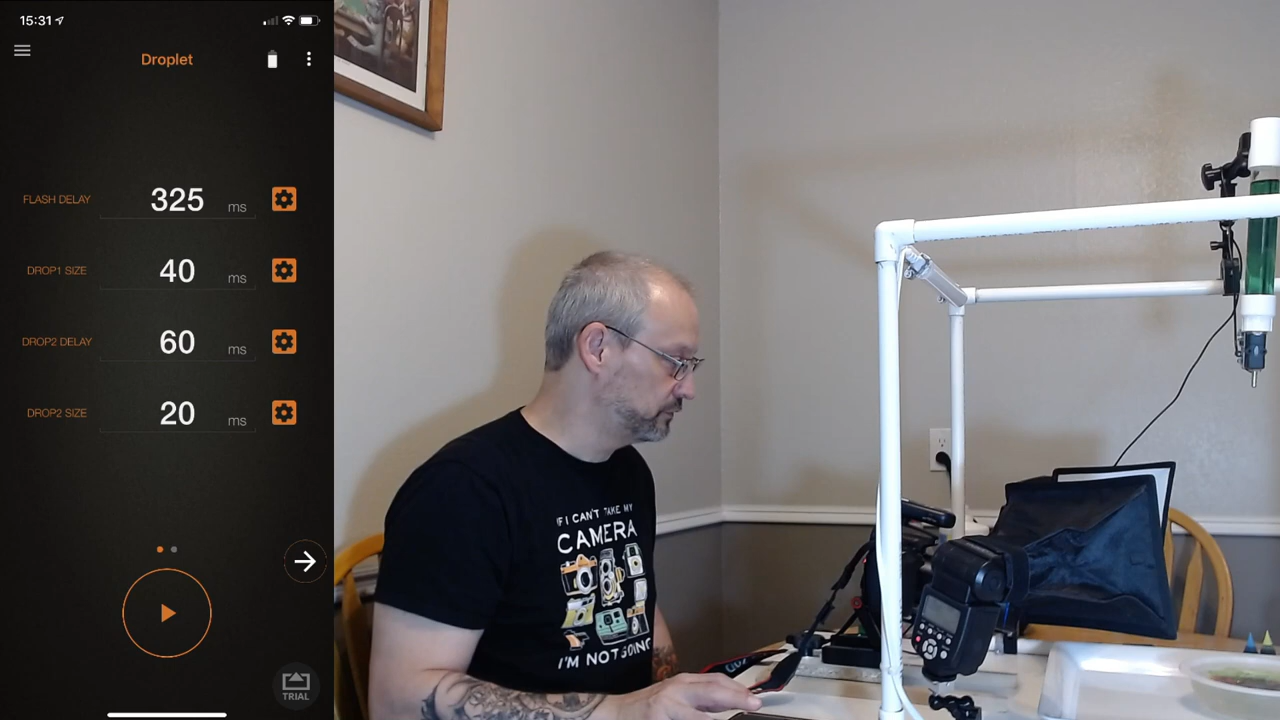 15:31
Droplet
FLASH DELAY 325 ms
DROP1 SIZE 40 ms
DROP2 DELAY 60 ms
DROP2 SIZE 20 ms
TRIAL
IF I CAN'T TAKE MY
CAMERA
I'M NOT GOING